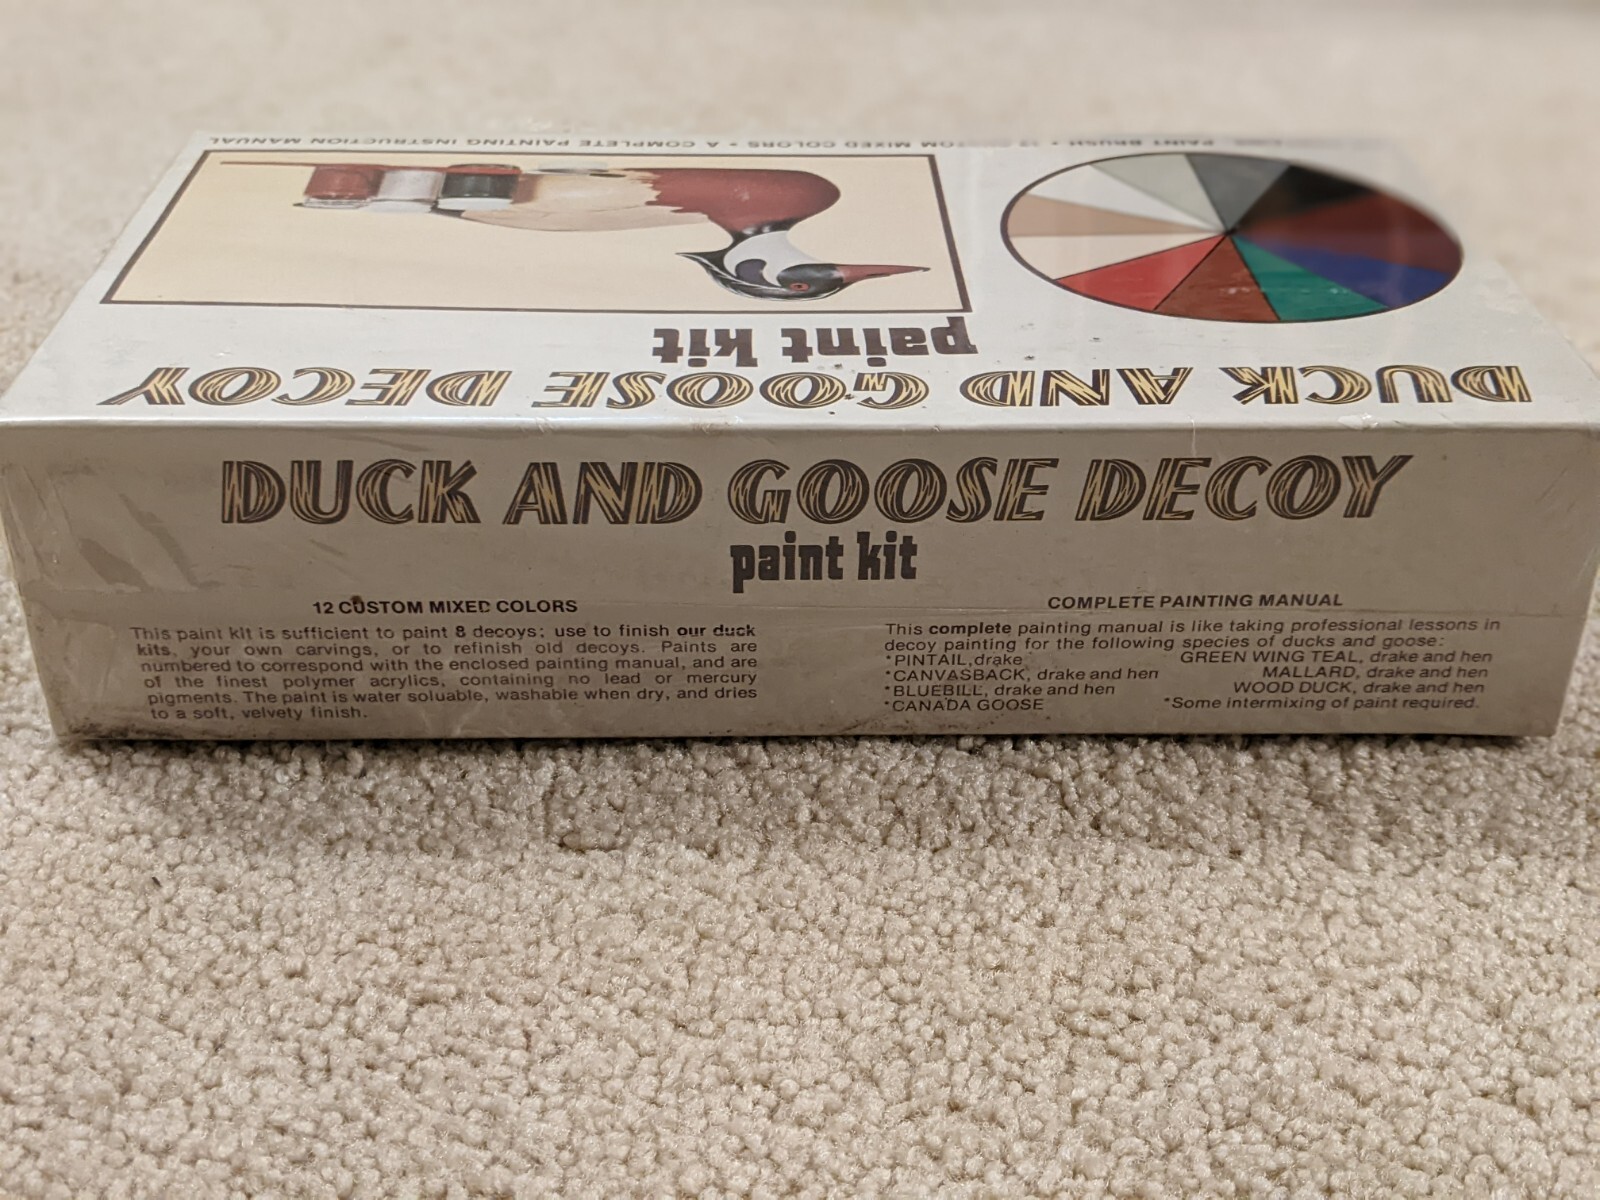 PAINT BRUSH • 12 CUSTOM MIXED COLORS • A COMPLETE PAINTING INSTRUCTION MANUAL
paint kit
DUCK AND GOOSE DECOY
DUCK AND GOOSE DECOY
paint kit
12 CUSTOM MIXED COLORS
This paint kit is sufficient to paint 8 decoys; use to finish our duck
kits, your own carvings, or to refinish old decoys. Paints are
numbered to correspond with the enclosed painting manual, and are
of the finest polymer acrylics, containing no lead or mercury
pigments. The paint is water soluable, washable when dry, and dries
to a soft, velvety finish.
COMPLETE PAINTING MANUAL
This complete painting manual is like taking professional lessons in
decoy painting for the following species of ducks and goose:
*PINTAIL, drake
*CANVASBACK, drake and hen
*BLUEBILL, drake and hen
*CANADA GOOSE
GREEN WING TEAL, drake and hen
MALLARD, drake and hen
WOOD DUCK, drake and hen
*Some intermixing of paint required.